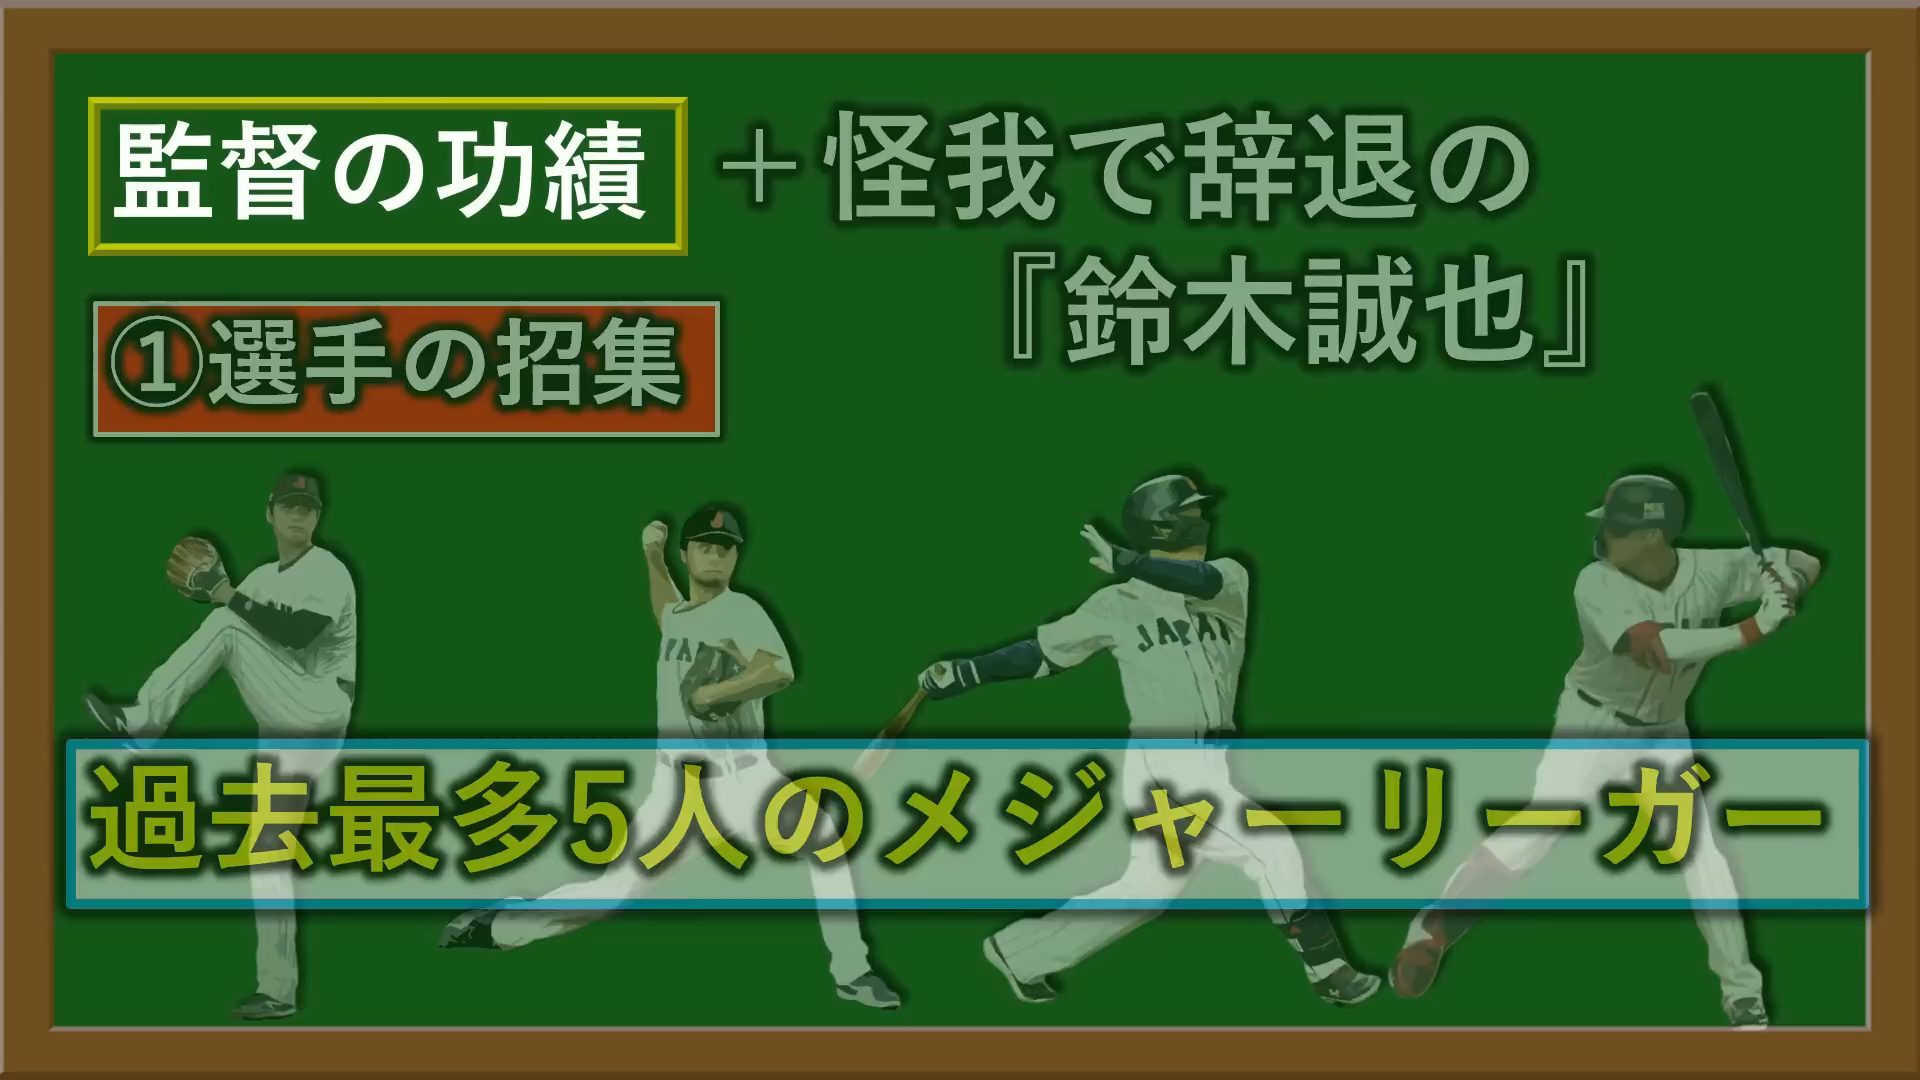 監督の功績
＋怪我で辞退の
『鈴木誠也』
①選手の招集
JAPAN
過去最多5人のメジャーリーガー